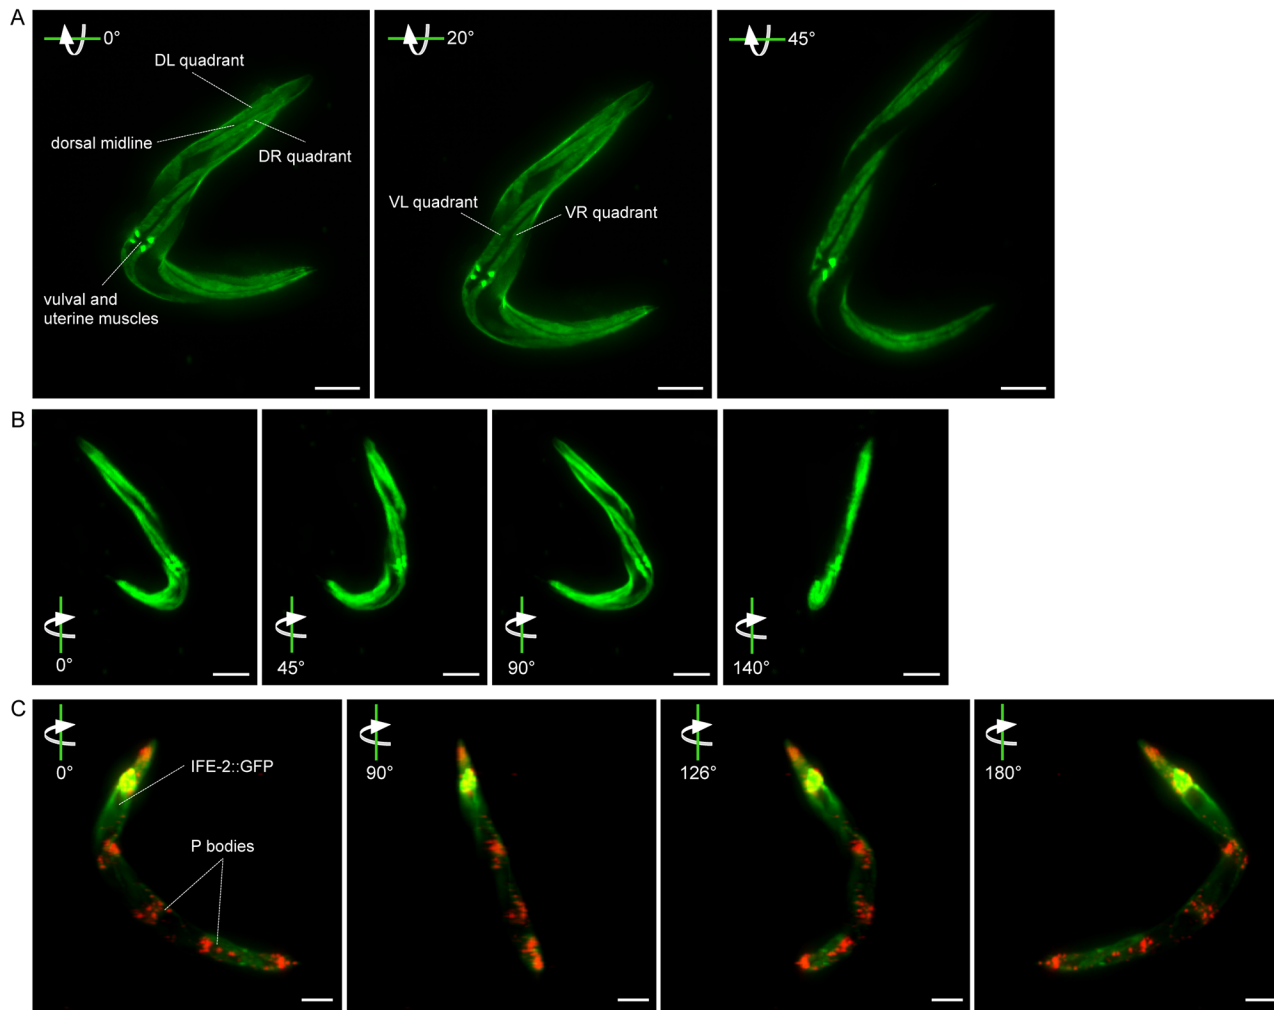 A
0°
DL quadrant
dorsal midline
DR quadrant
vulval and
uterine muscles
20°
VL quadrant
VR quadrant
45°
B
0°
45°
90°
140°
C
0°
IFE-2::GFP
P bodies
90°
126°
180°